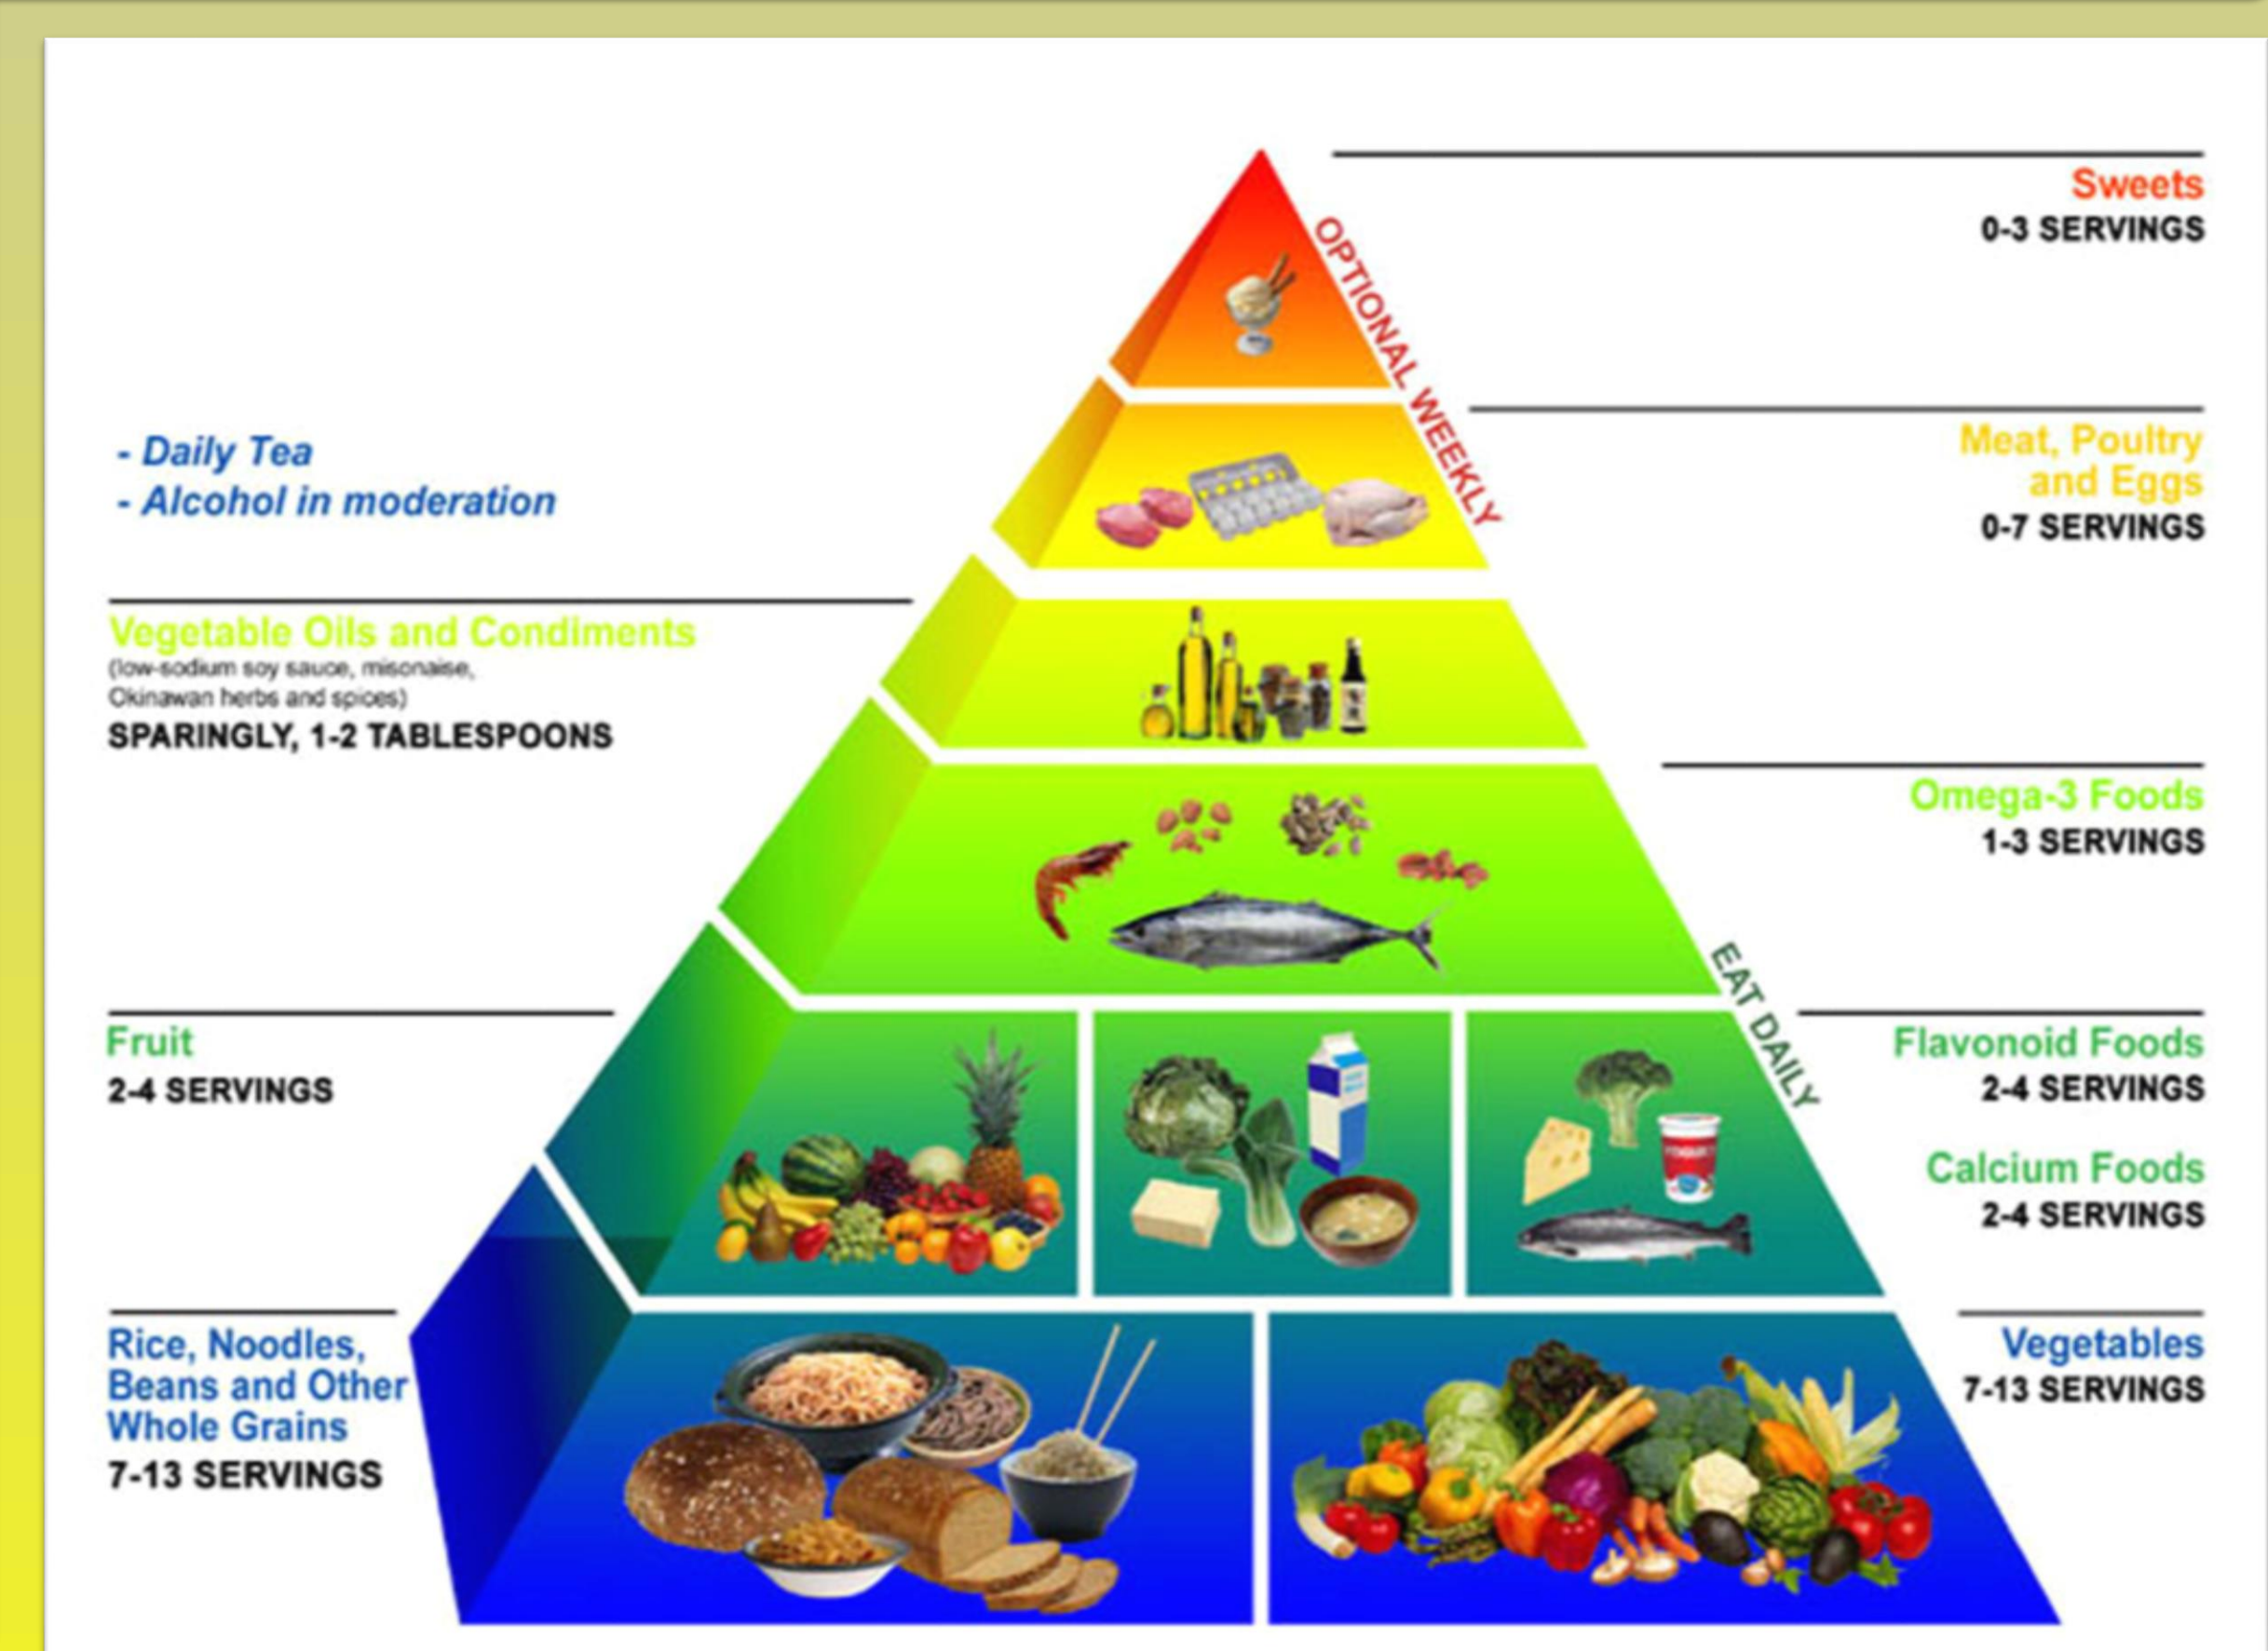 Sweets
0-3 SERVINGS
OPTIONAL WEEKLY
Meat, Poultry
and Eggs
0-7 SERVINGS
- Daily Tea
- Alcohol in moderation
Vegetable Oils and Condiments
(low-sodium soy sauce, misonaise,
Okinawan herbs and spices)
SPARINGLY, 1-2 TABLESPOONS
Omega-3 Foods
1-3 SERVINGS
EAT DAILY
Fruit
2-4 SERVINGS
Flavonoid Foods
2-4 SERVINGS
Calcium Foods
2-4 SERVINGS
Rice, Noodles,
Beans and Other
Whole Grains
7-13 SERVINGS
Vegetables
7-13 SERVINGS